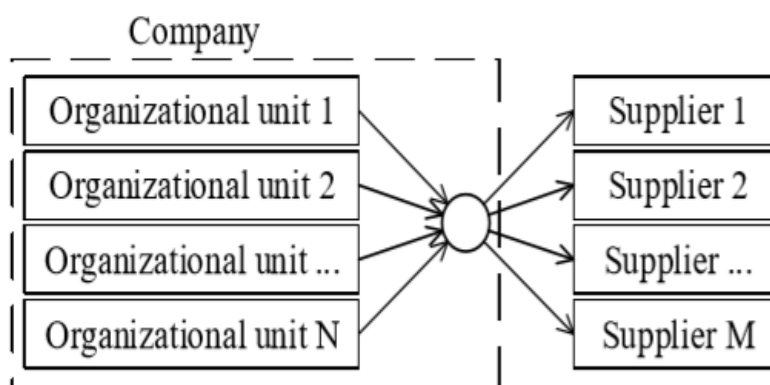 Company
Organizational unit 1
Supplier 1
Organizational unit 2
Supplier 2
Organizational unit ...
Supplier ...
Organizational unit N
Supplier M